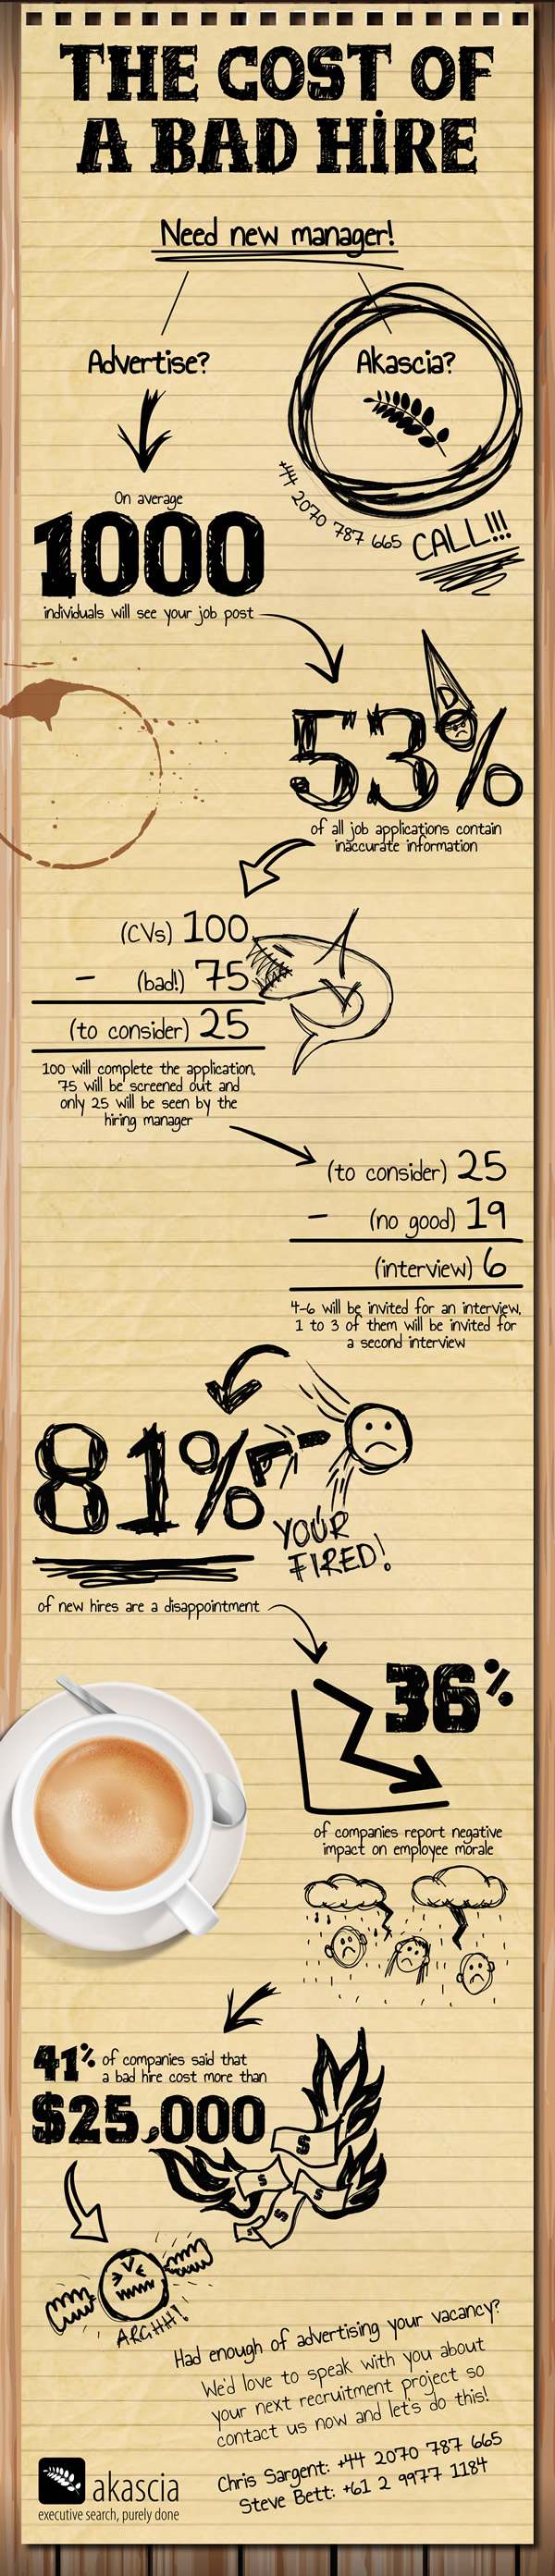 THE COST OF
A BAD HIRE
Need new manager!
Advertise?
Akascia?
+44 2070 787 665
CALL!!!
On average
1000
individuals will see your job post
D
53%
of all job applications contain
inaccurate information
(CVs) 100
- (bad!) 75
(to consider) 25
100 will complete the application,
75 will be screened out and
only 25 will be seen by the
hiring manager
(to consider) 25
- (no good) 19
(interview) 6
4-6 will be invited for an interview,
1 to 3 of them will be invited for
a second interview
81%
YOUR
FIRED!
of new hires are a disappointment
36%
of companies report negative
impact on employee morale
41% of companies said that
a bad hire cost more than
$25,000
$
$
$
$
ARGHH!
Had enough of advertising your vacancy?
We'd love to speak with you about
your next recruitment project so
contact us now and let's do this!
Chris Sargent: +44 2070 787 665
Steve Bett: +61 2 9977 1184
akascia
executive search, purely done